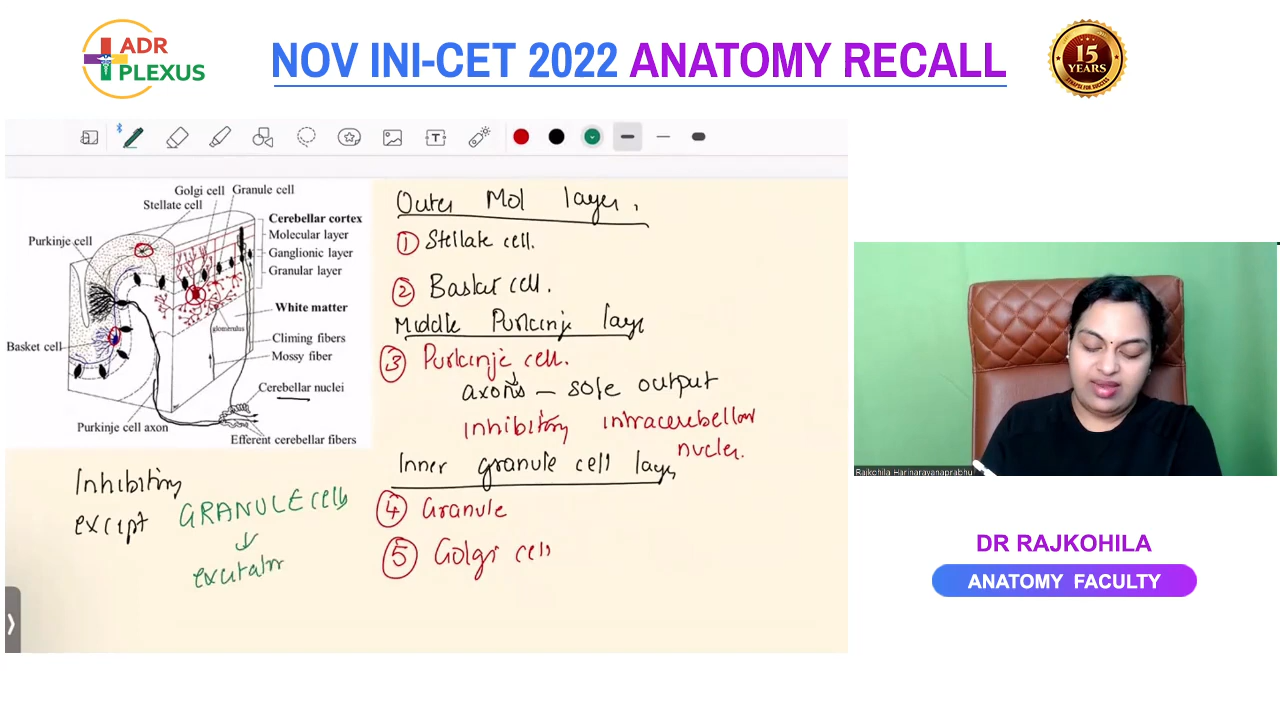 ADR
PLEXUS
NOV INI-CET 2022 ANATOMY RECALL
15
YEARS
T
Golgi cell
Granule cell
Stellate cell
Cerebellar cortex
Purkinje cell
Molecular layer
Ganglionic layer
Granular layer
White matter
glomerulus
Basket cell
Climing fibers
Mossy fiber
Cerebellar nuclei
Purkinje cell axon
Efferent cerebellar fibers
Outer Mol layer.
1 Stellate cell.
2 Basket cell.
Middle Purkinje layer
3 Purkinje cell.
axons – sole output
inhibitory intracerebellar
nuclei.
Inner granule cell layer
4 Granule
5 Golgi cell
Inhibitory
except GRANULE cells
excitator
Rajkohila Harinarayanaprabhu
DR RAJKOHILA
ANATOMY FACULTY